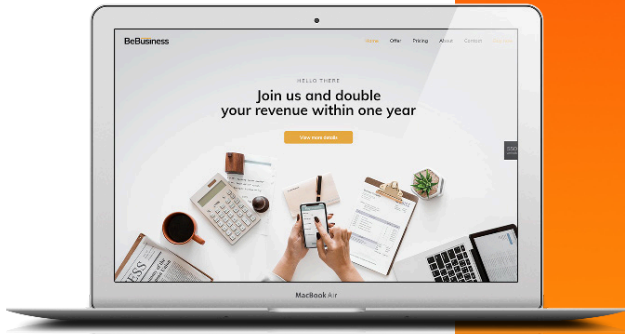 BeBusiness
Home Offer Pricing About Contact
HELLO THERE
Join us and double
your revenue within one year
View more details
MacBook Air